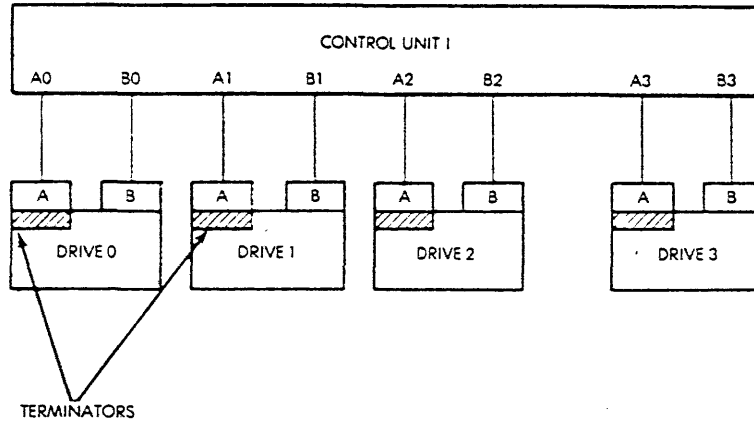 CONTROL UNIT I
A0 B0 A1 B1 A2 B2 A3 B3
A B A B A B A B
DRIVE 0 DRIVE 1 DRIVE 2 DRIVE 3
TERMINATORS